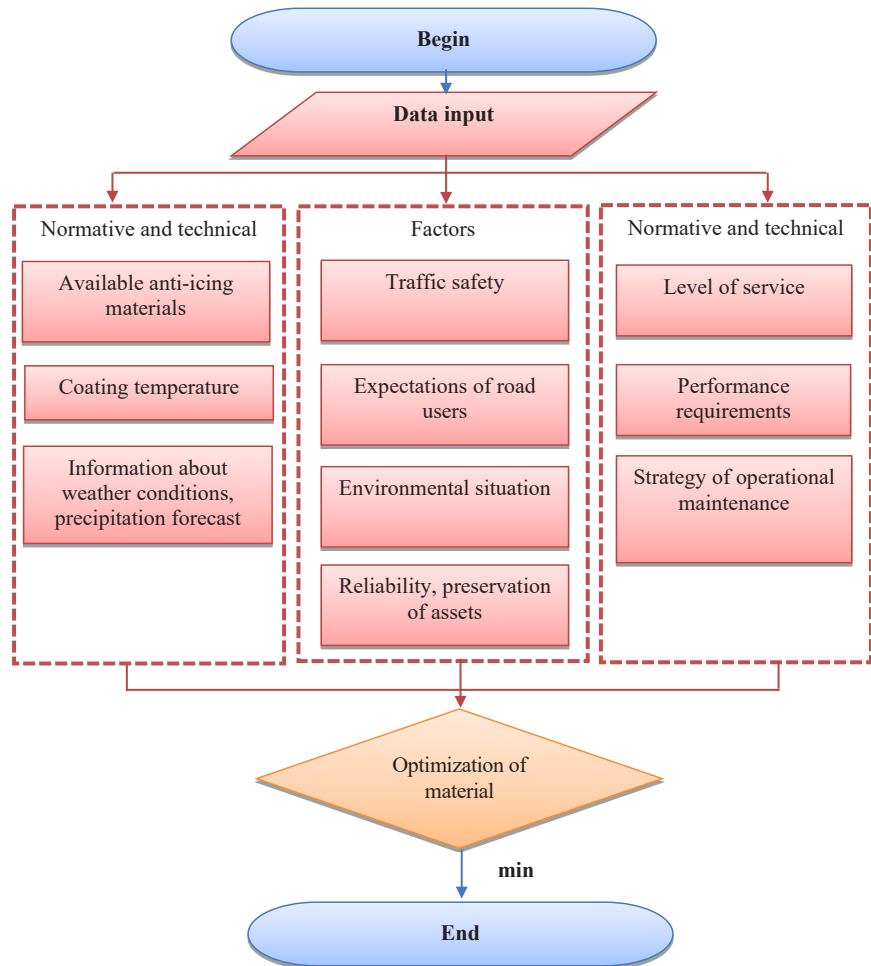 Begin
Data input
Normative and technical
Available anti-icing
materials
Coating temperature
Information about
weather conditions,
precipitation forecast
Factors
Traffic safety
Expectations of road
users
Environmental situation
Reliability, preservation
of assets
Normative and technical
Level of service
Performance
requirements
Strategy of operational
maintenance
Optimization of
material
min
End